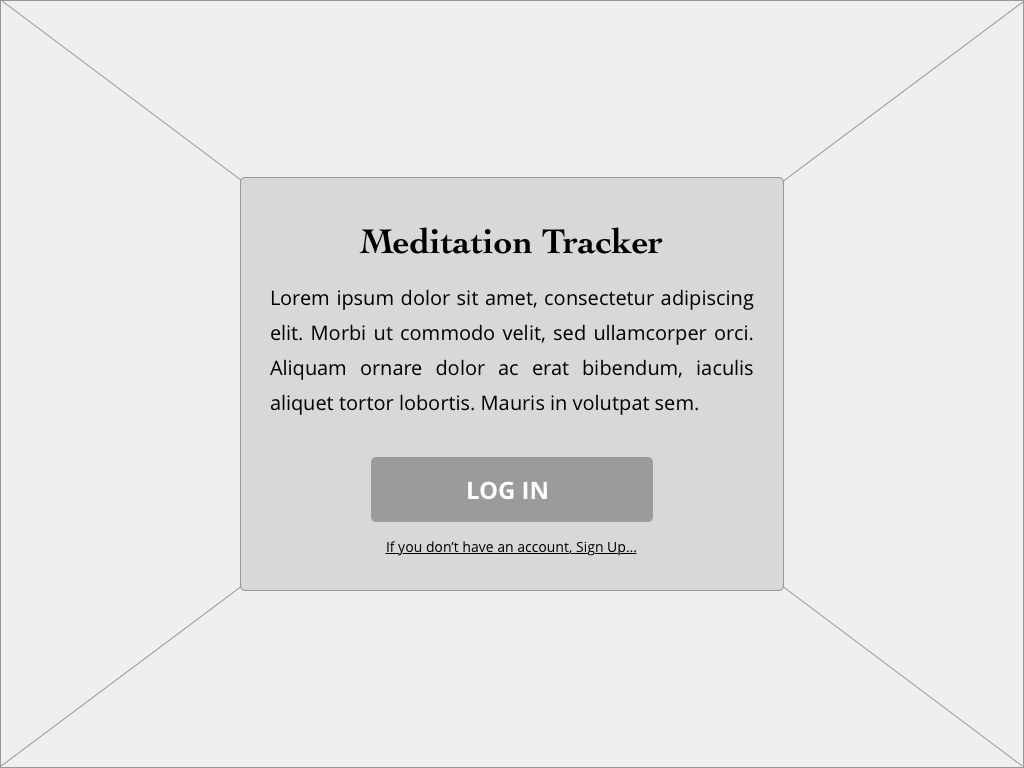 Meditation Tracker
Lorem ipsum dolor sit amet, consectetur adipiscing
elit. Morbi ut commodo velit, sed ullamcorper orci.
Aliquam ornare dolor ac erat bibendum, iaculis
aliquet tortor lobortis. Mauris in volutpat sem.
LOG IN
If you don’t have an account, Sign Up...